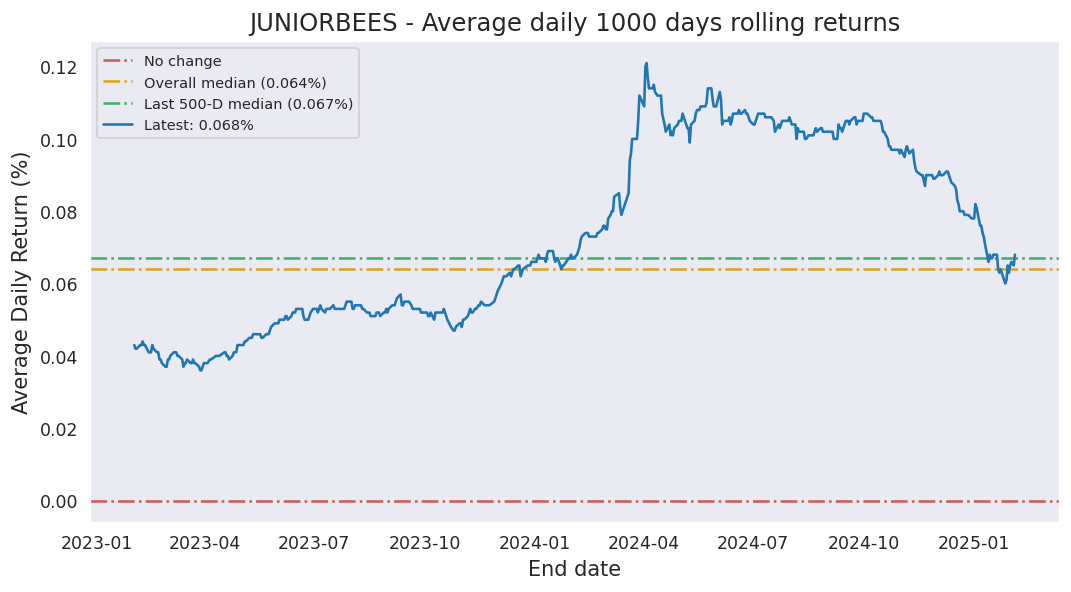 JUNIORBEES - Average daily 1000 days rolling returns
No change
Overall median (0.064%)
Last 500-D median (0.067%)
Latest: 0.068%
Average Daily Return (%)
0.12
0.10
0.08
0.06
0.04
0.02
0.00
2023-01 2023-04 2023-07 2023-10 2024-01 2024-04 2024-07 2024-10 2025-01
End date